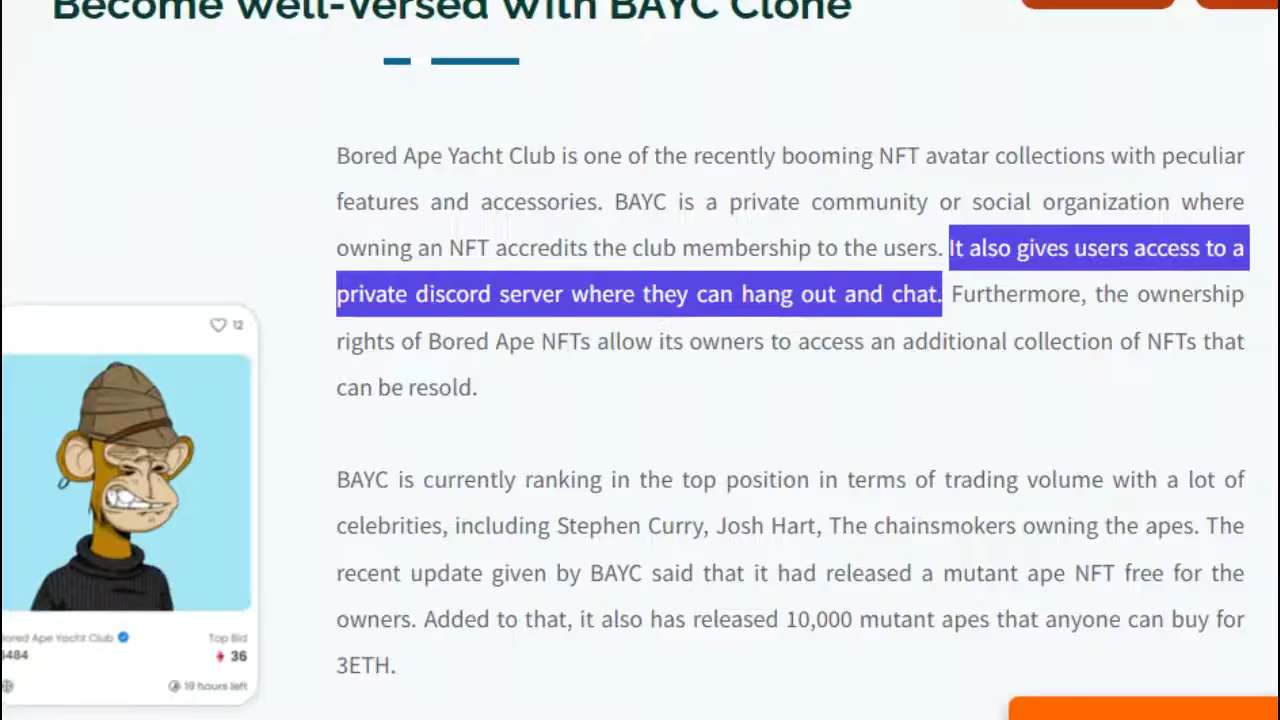 Become Well-Versed With BAYC Clone
Bored Ape Yacht Club is one of the recently booming NFT avatar collections with peculiar
features and accessories. BAYC is a private community or social organization where
owning an NFT accredits the club membership to the users. It also gives users access to a
private discord server where they can hang out and chat. Furthermore, the ownership
rights of Bored Ape NFTs allow its owners to access an additional collection of NFTs that
can be resold.
BAYC is currently ranking in the top position in terms of trading volume with a lot of
celebrities, including Stephen Curry, Josh Hart, The chainsmokers owning the apes. The
recent update given by BAYC said that it had released a mutant ape NFT free for the
owners. Added to that, it also has released 10,000 mutant apes that anyone can buy for
3ETH.
12
ored Ape Yacht Club
Top Bid
484
36
19 hours left